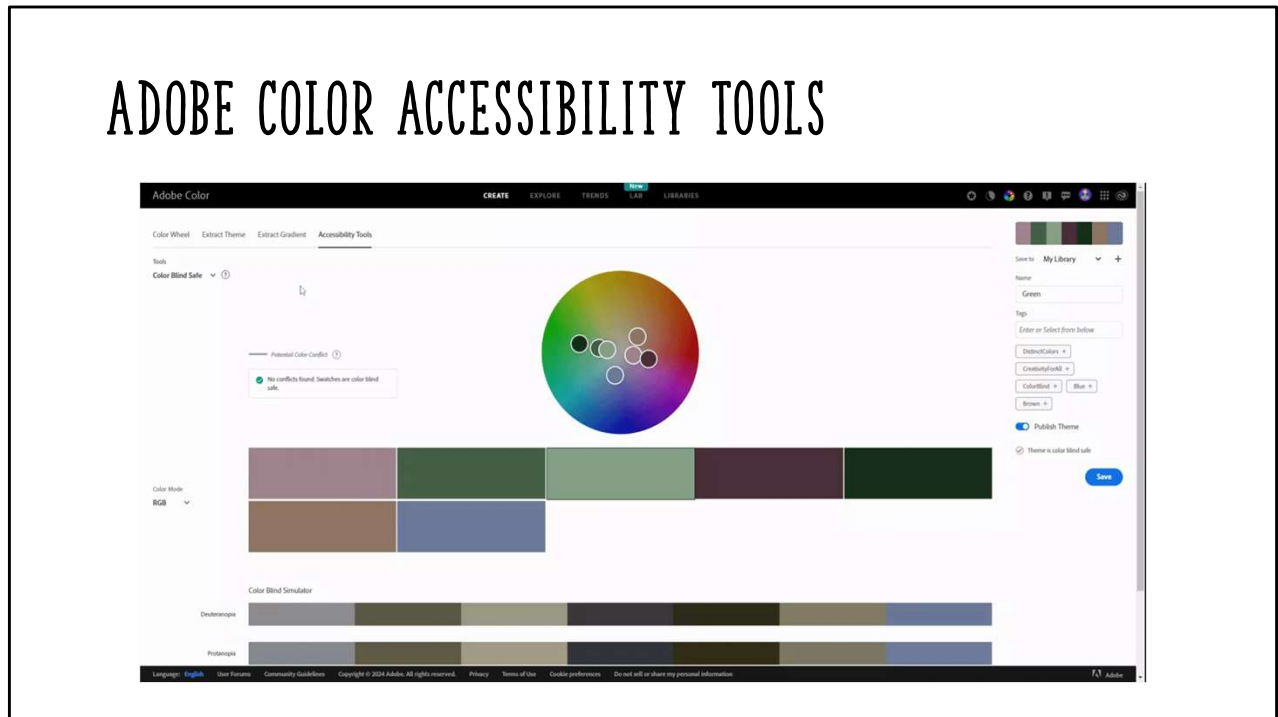 ADOBE COLOR ACCESSIBILITY TOOLS
Adobe Color
CREATE EXPLORE TRENDS New LAB LIBRARIES
Color Wheel Extract Theme Extract Gradient Accessibility Tools
Tools
Color Blind Safe
Potential Color Conflict
No conflicts found. Swatches are color blind
safe.
Color Mode
RGB
Color Blind Simulator
Deuteranopia
Protanopia
Save to My Library
Name
Green
Tags
Enter or Select from below
DistinctColors +
CreativityForAll +
ColorBlind + Blue +
Brown +
Publish Theme
Theme is color blind safe
Save
Language: English User Forums Community Guidelines Copyright © 2024 Adobe. All rights reserved. Privacy Terms of Use Cookie preferences Do not sell or share my personal information Adobe